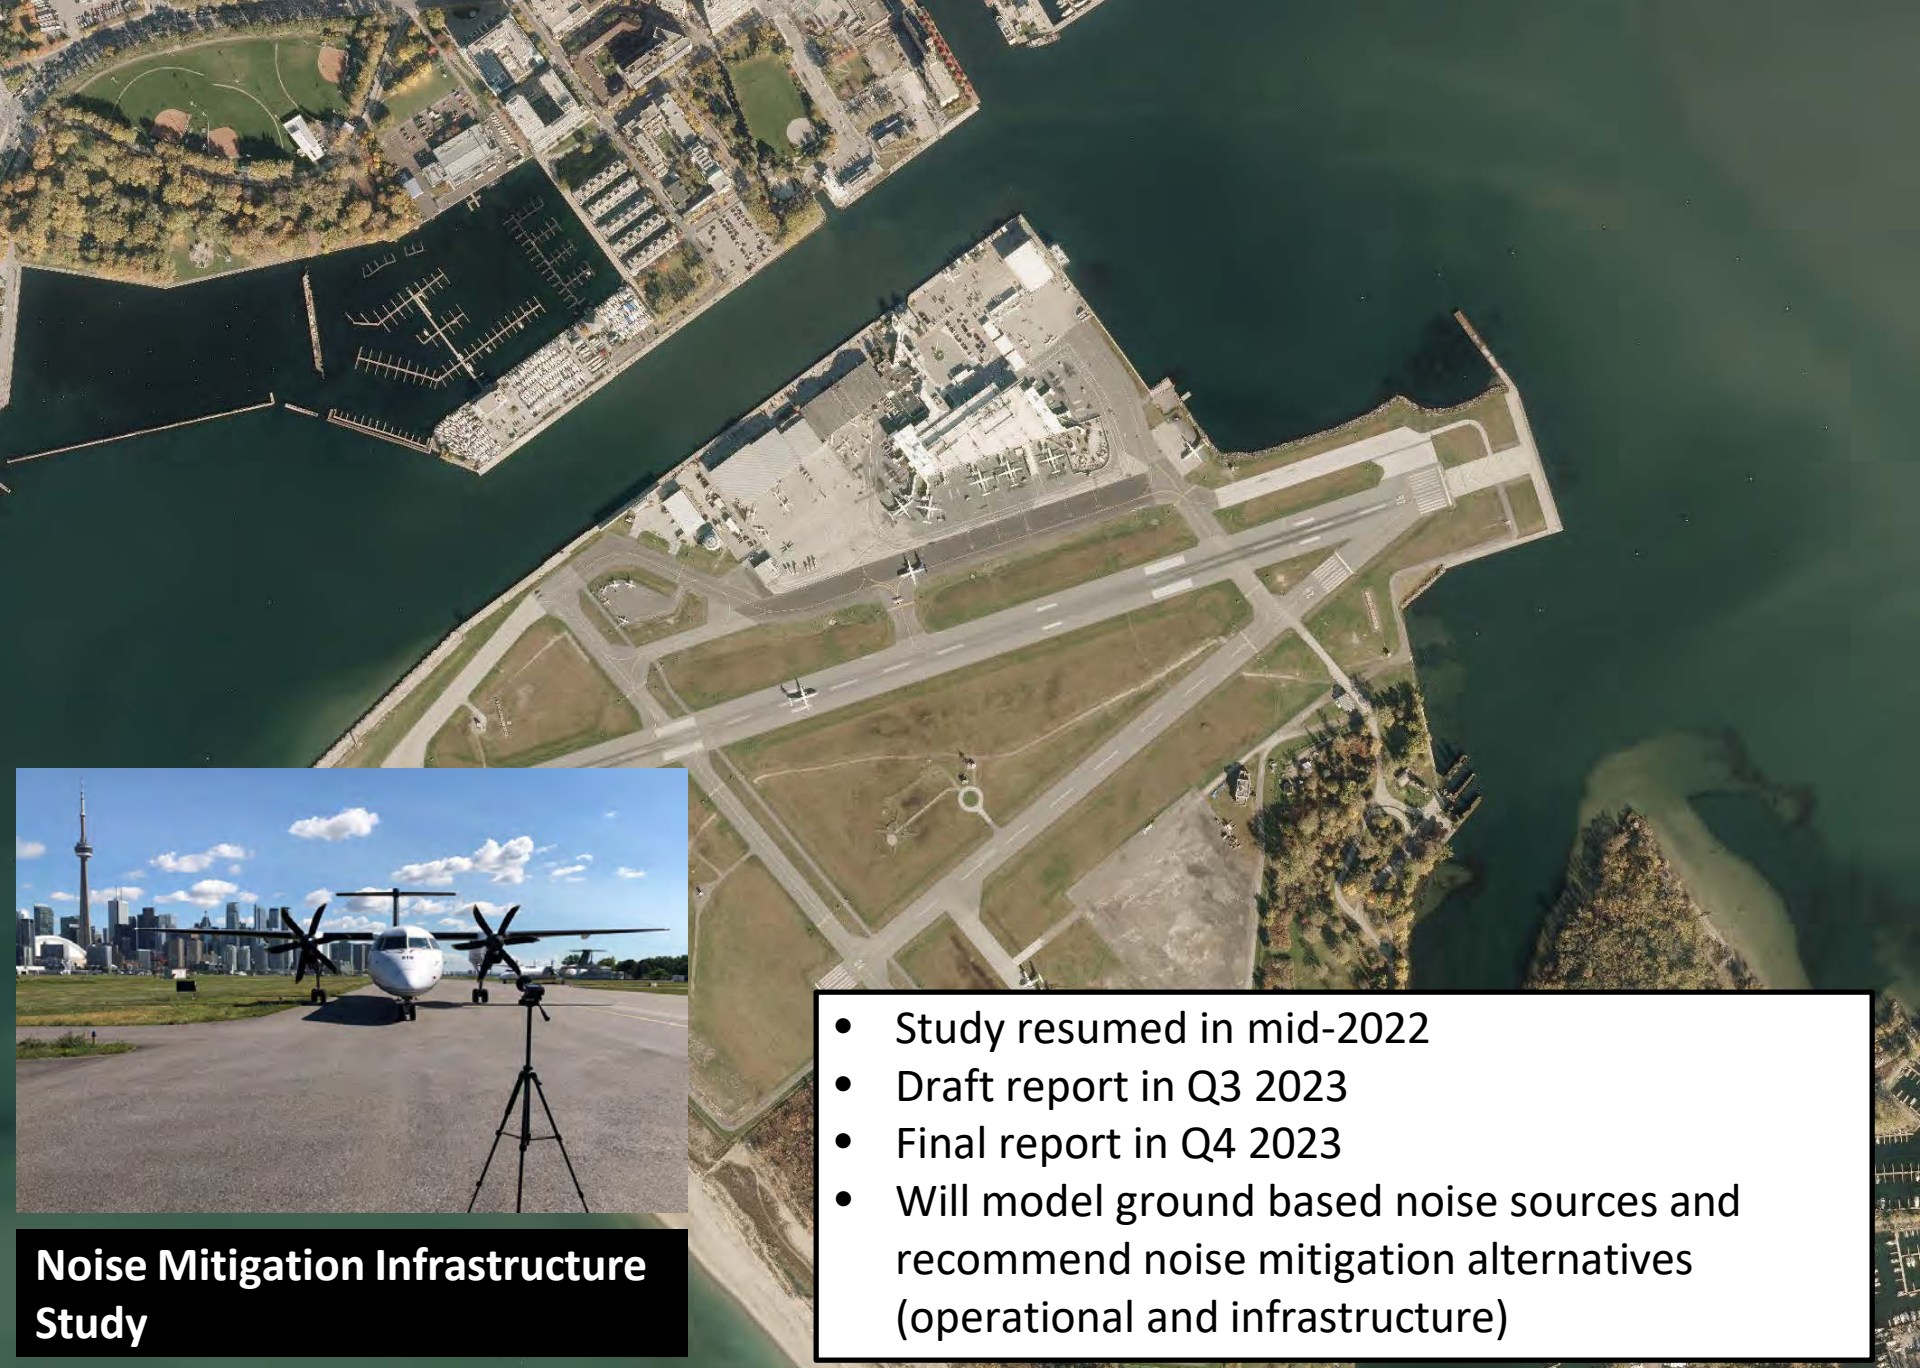 Noise Mitigation Infrastructure
Study
• Study resumed in mid-2022
• Draft report in Q3 2023
• Final report in Q4 2023
• Will model ground based noise sources and
recommend noise mitigation alternatives
(operational and infrastructure)